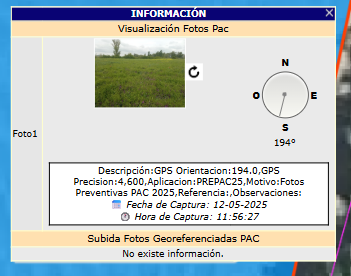 INFORMACIÓN
Visualización Fotos Pac
Foto1
N
O
E
S
194º
Descripción:GPS Orientacion:194.0,GPS
Precision:4,600,Aplicacion:PREPAC25,Motivo:Fotos
Preventivas PAC 2025,Referencia:,Observaciones:
Fecha de Captura: 12-05-2025
Hora de Captura: 11:56:27
Subida Fotos Georeferenciadas PAC
No existe información.